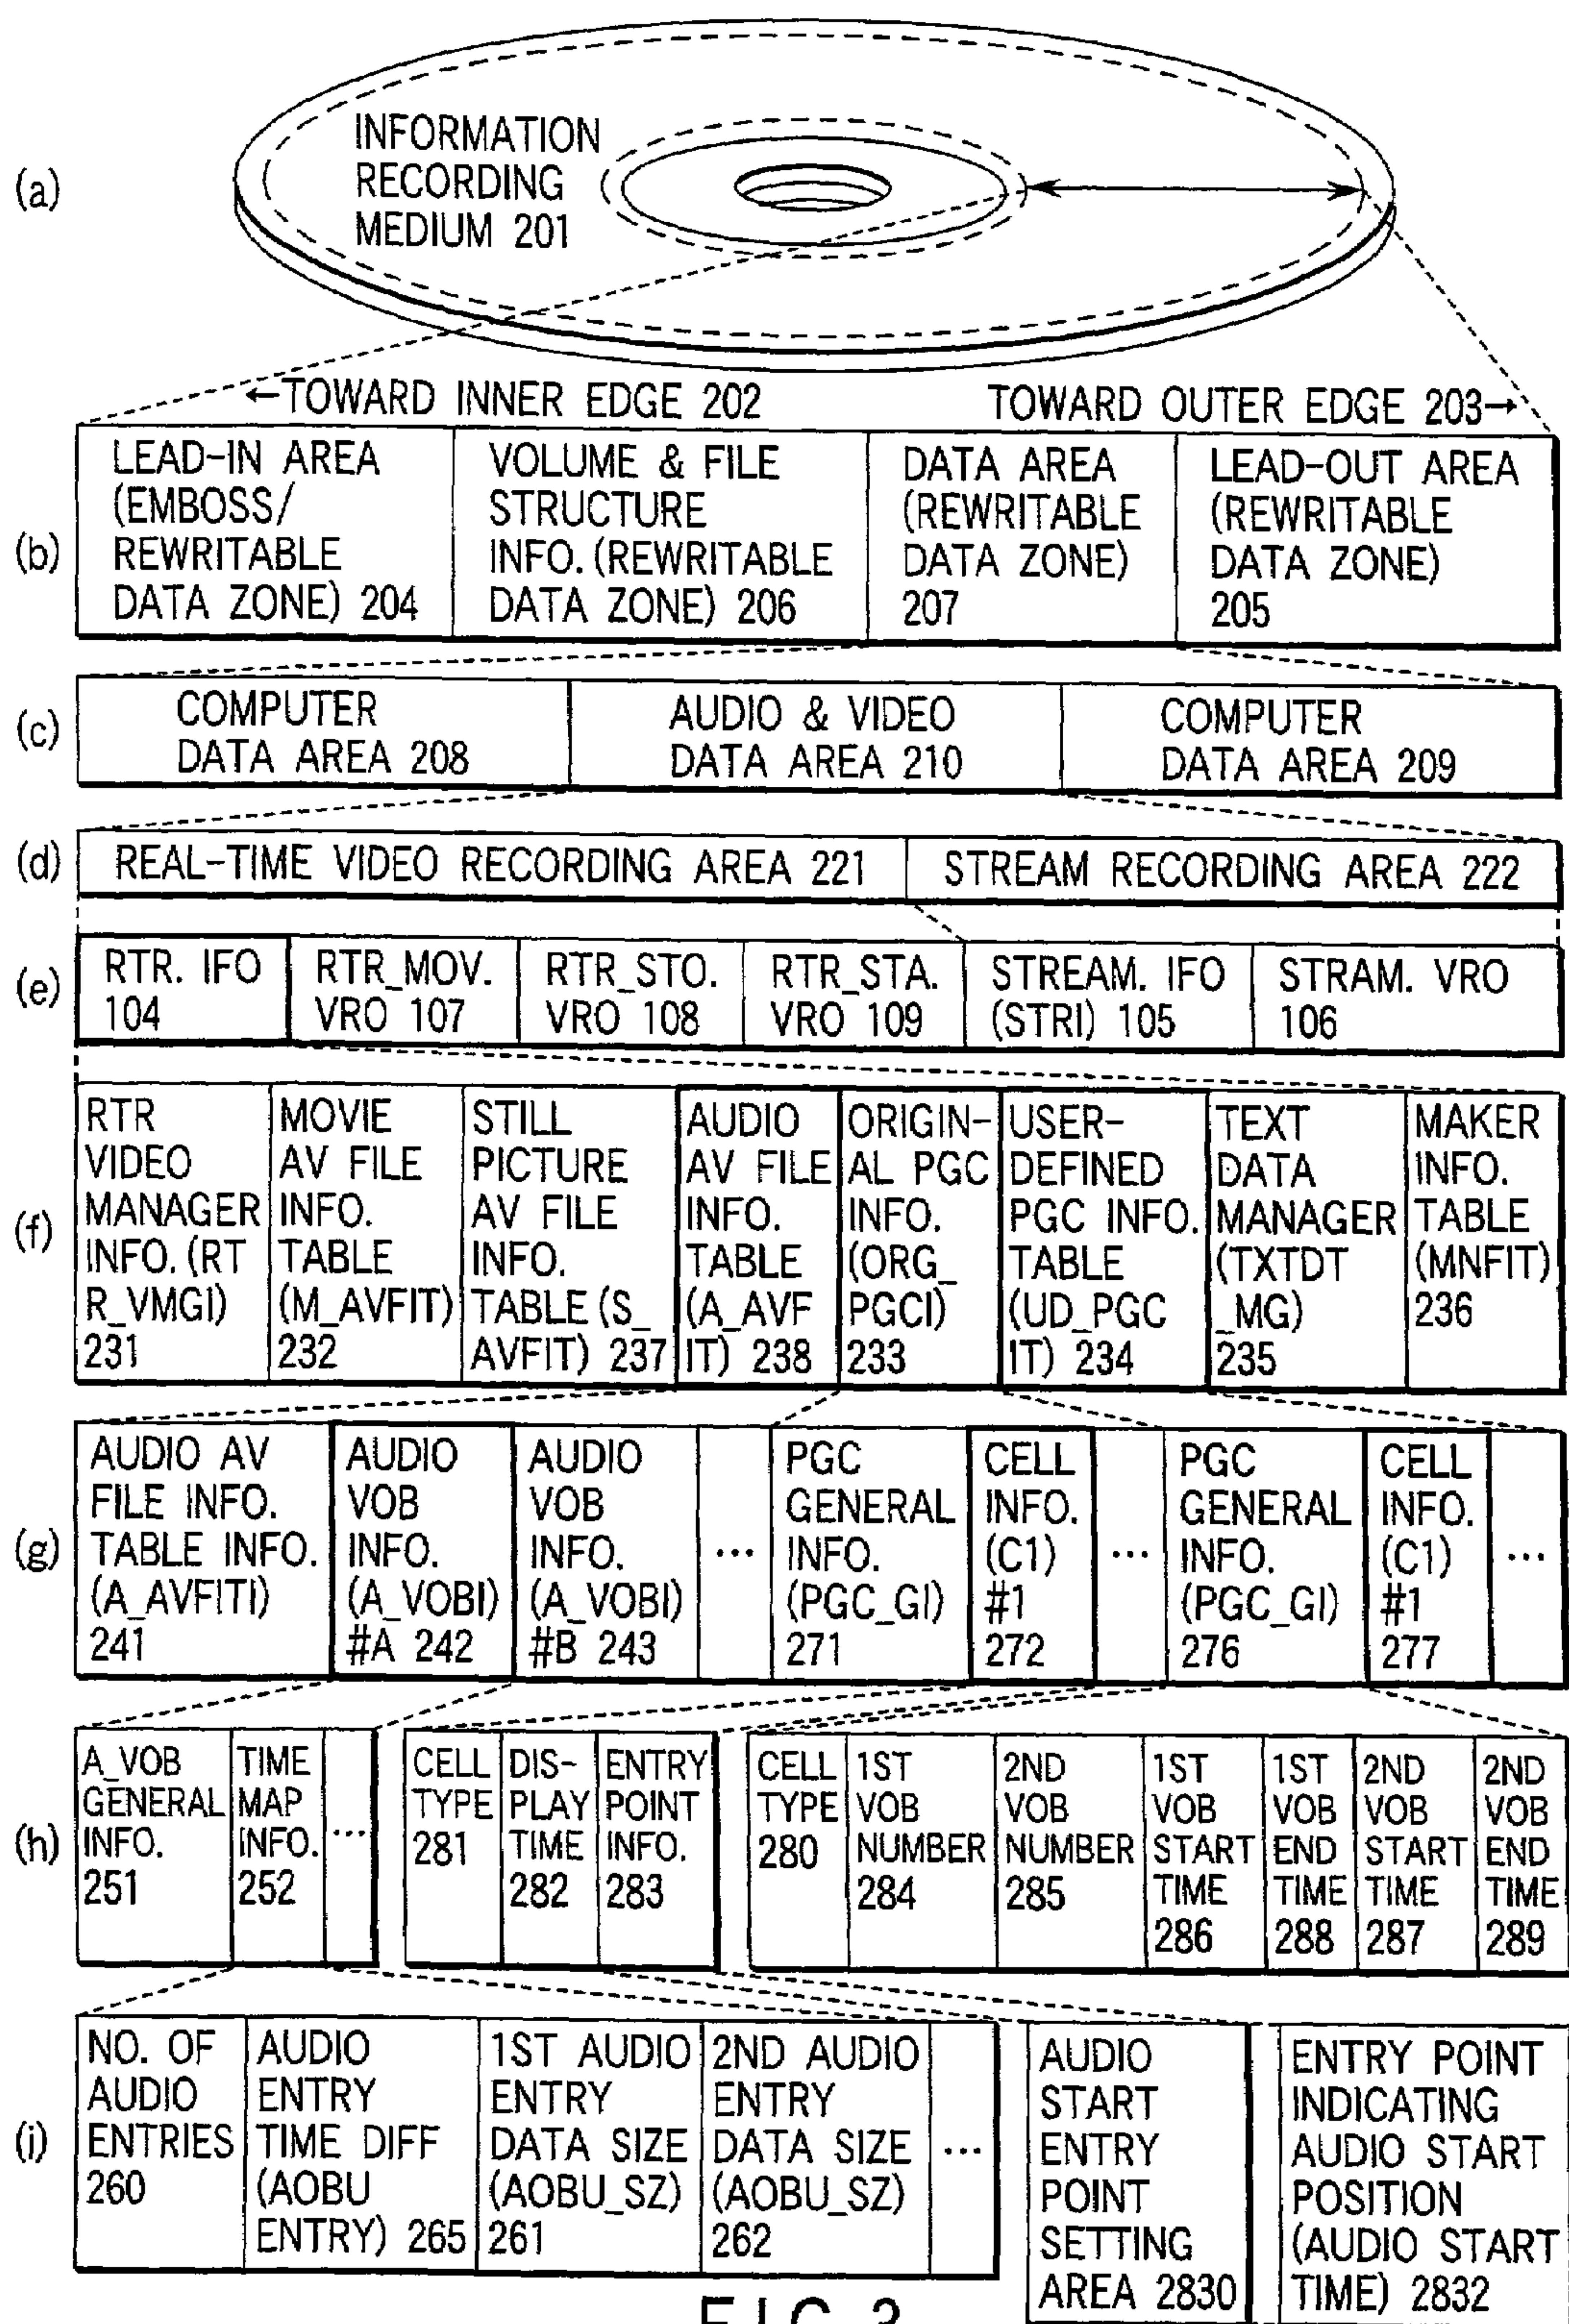 (a)
INFORMATION
RECORDING
MEDIUM 201
←TOWARD INNER EDGE 202
TOWARD OUTER EDGE 203→
(b)
LEAD-IN AREA
(EMBOSS/
REWRITABLE
DATA ZONE) 204
VOLUME & FILE
STRUCTURE
INFO. (REWRITABLE
DATA ZONE) 206
DATA AREA
(REWRITABLE
DATA ZONE)
207
LEAD-OUT AREA
(REWRITABLE
DATA ZONE)
205
(c)
COMPUTER
DATA AREA 208
AUDIO & VIDEO
DATA AREA 210
COMPUTER
DATA AREA 209
(d)
REAL-TIME VIDEO RECORDING AREA 221
STREAM RECORDING AREA 222
(e)
RTR. IFO
104
RTR_MOV.
VRO 107
RTR_STO.
VRO 108
RTR_STA.
VRO 109
STREAM. IFO
(STRI) 105
STRAM. VRO
106
(f)
RTR
VIDEO
MANAGER
INFO. (RT
R_VMGI)
231
MOVIE
AV FILE
INFO.
TABLE
(M_AVFIT)
232
STILL
PICTURE
AV FILE
INFO.
TABLE (S_
AVFIT) 237
AUDIO
AV FILE
INFO.
TABLE
(A_AVF
IT) 238
ORIGIN-
AL PGC
INFO.
(ORG_
PGCI)
233
USER-
DEFINED
PGC INFO.
TABLE
(UD_PGC
IT) 234
TEXT
DATA
MANAGER
(TXTDT
_MG)
235
MAKER
INFO.
TABLE
(MNFIT)
236
(g)
AUDIO AV
FILE INFO.
TABLE INFO.
(A_AVFITI)
241
AUDIO
VOB
INFO.
(A_VOBI)
#A 242
AUDIO
VOB
INFO.
(A_VOBI)
#B 243
...
PGC
GENERAL
INFO.
(PGC_GI)
271
CELL
INFO.
(C1)
#1
272
...
PGC
GENERAL
INFO.
(PGC_GI)
276
CELL
INFO.
(C1)
#1
277
...
(h)
A_VOB
GENERAL
INFO.
251
TIME
MAP
INFO.
252
...
CELL
TYPE
281
DIS-
PLAY
TIME
282
ENTRY
POINT
INFO.
283
CELL
TYPE
280
1ST
VOB
NUMBER
284
2ND
VOB
NUMBER
285
1ST
VOB
START
TIME
286
1ST
VOB
END
TIME
288
2ND
VOB
START
TIME
287
2ND
VOB
END
TIME
289
(i)
NO. OF
AUDIO
ENTRIES
260
AUDIO
ENTRY
TIME DIFF
(AOBU
ENTRY) 265
1ST AUDIO
ENTRY
DATA SIZE
(AOBU_SZ)
261
2ND AUDIO
ENTRY
DATA SIZE
(AOBU_SZ)
262
...
AUDIO
START
ENTRY
POINT
SETTING
AREA 2830
ENTRY POINT
INDICATING
AUDIO START
POSITION
(AUDIO START
TIME) 2832
FIG. 3